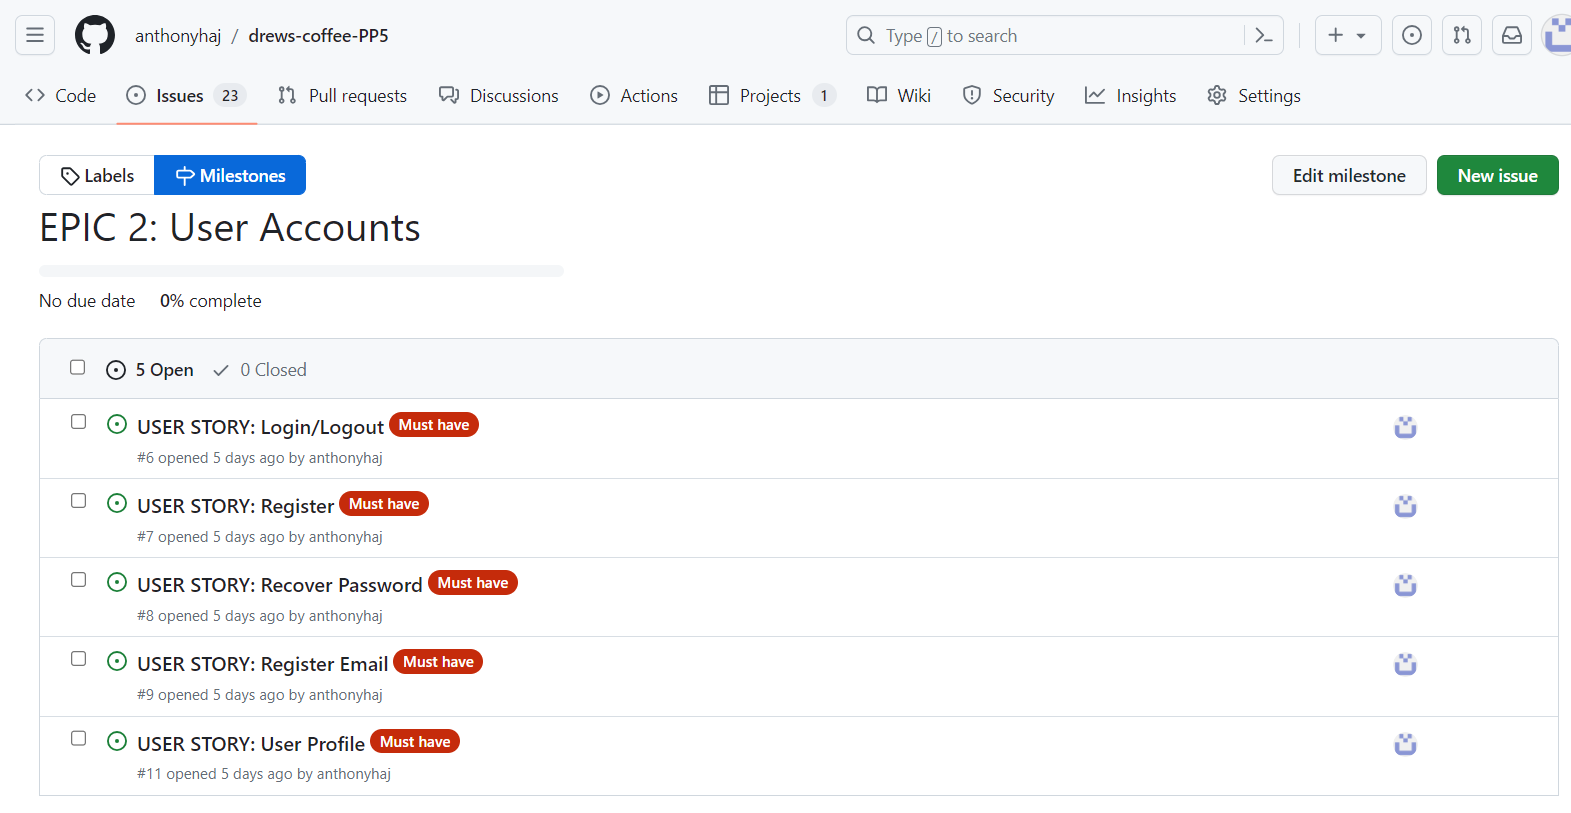 anthonyhaj / drews-coffee-PP5
Type / to search
Code
Issues 23
Pull requests
Discussions
Actions
Projects 1
Wiki
Security
Insights
Settings
Labels
Milestones
Edit milestone
New issue
EPIC 2: User Accounts
No due date 0% complete
5 Open 0 Closed
USER STORY: Login/Logout Must have
#6 opened 5 days ago by anthonyhaj
USER STORY: Register Must have
#7 opened 5 days ago by anthonyhaj
USER STORY: Recover Password Must have
#8 opened 5 days ago by anthonyhaj
USER STORY: Register Email Must have
#9 opened 5 days ago by anthonyhaj
USER STORY: User Profile Must have
#11 opened 5 days ago by anthonyhaj